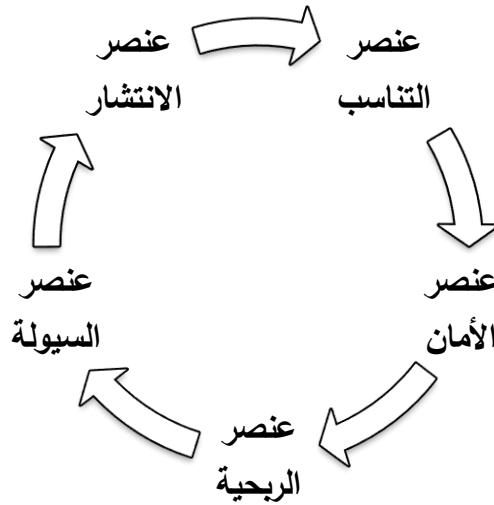 عنصر
التناسب
عنصر
الأمان
عنصر
الربحية
عنصر
السيولة
عنصر
الانتشار